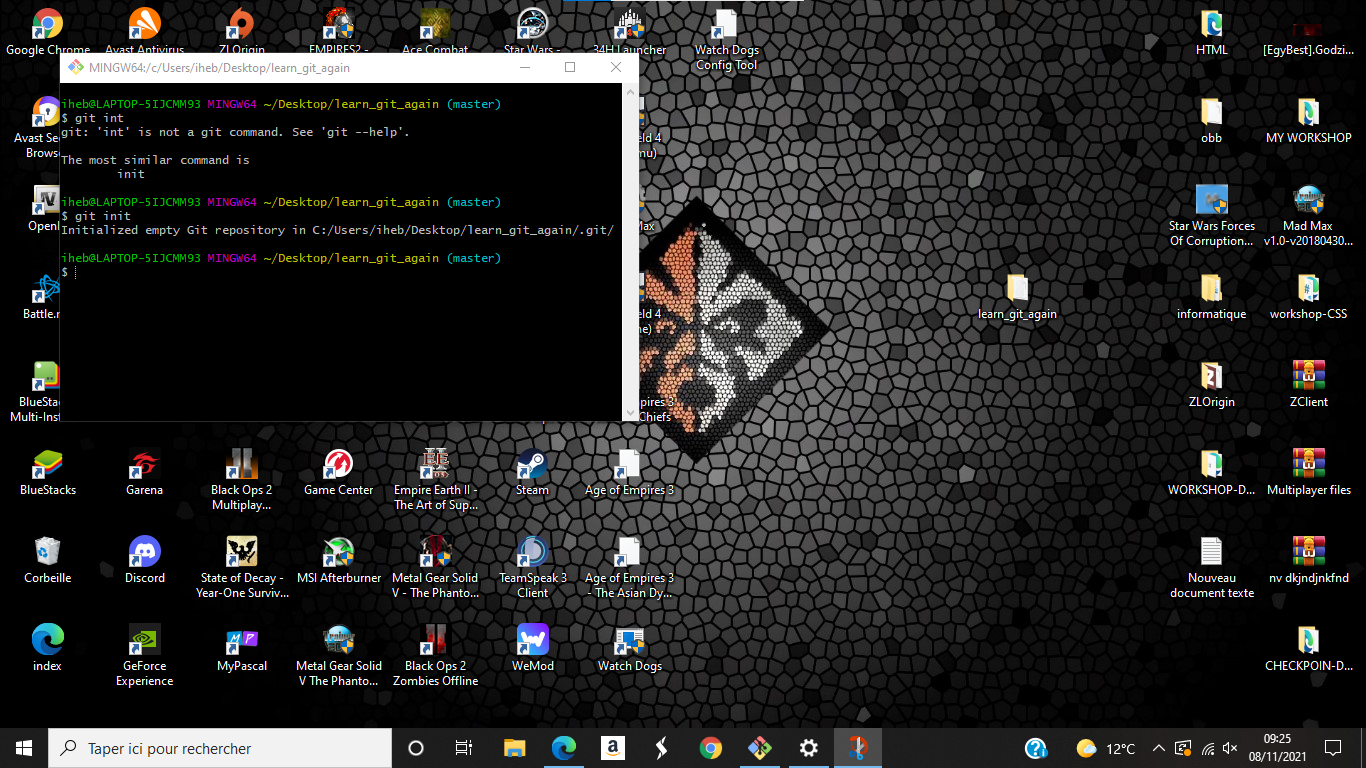 Google Chrome
Avast Antivirus
ZLOrigin
EMPIRES2 -
Ace Combat
Star Wars -
34H Launcher
Watch Dogs
Config Tool
HTML
[EgyBest].Godzi...
MINGW64:/c/Users/iheb/Desktop/learn_git_again
iheb@LAPTOP-5IJCMM93 MINGW64 ~/Desktop/learn_git_again (master)
$ git int
git: 'int' is not a git command. See 'git --help'.
The most similar command is
init
iheb@LAPTOP-5IJCMM93 MINGW64 ~/Desktop/learn_git_again (master)
$ git init
Initialized empty Git repository in C:/Users/iheb/Desktop/learn_git_again/.git/
iheb@LAPTOP-5IJCMM93 MINGW64 ~/Desktop/learn_git_again (master)
$
Avast Se
Brows
eld 4
mu)
obb
MY WORKSHOP
Openl
Max
Star Wars Forces
Of Corruption...
Mad Max
v1.0-v20180430...
Battle.n
eld 4
ne)
learn_git_again
informatique
workshop-CSS
BlueStac
Multi-Inst
pires 3
Chiefs
ZLOrigin
ZClient
BlueStacks
Garena
Black Ops 2
Multiplay...
Game Center
Empire Earth II -
The Art of Sup...
Steam
Age of Empires 3
WORKSHOP-D...
Multiplayer files
Corbeille
Discord
State of Decay -
Year-One Surviv...
MSI Afterburner
Metal Gear Solid
V - The Phanto...
TeamSpeak 3
Client
Age of Empires 3
- The Asian Dy...
Nouveau
document texte
nv dkjndjnkfnd
index
GeForce
Experience
MyPascal
Metal Gear Solid
V The Phanto...
Black Ops 2
Zombies Offline
WeMod
Watch Dogs
CHECKPOIN-D...
Taper ici pour rechercher
12°C
09:25
08/11/2021